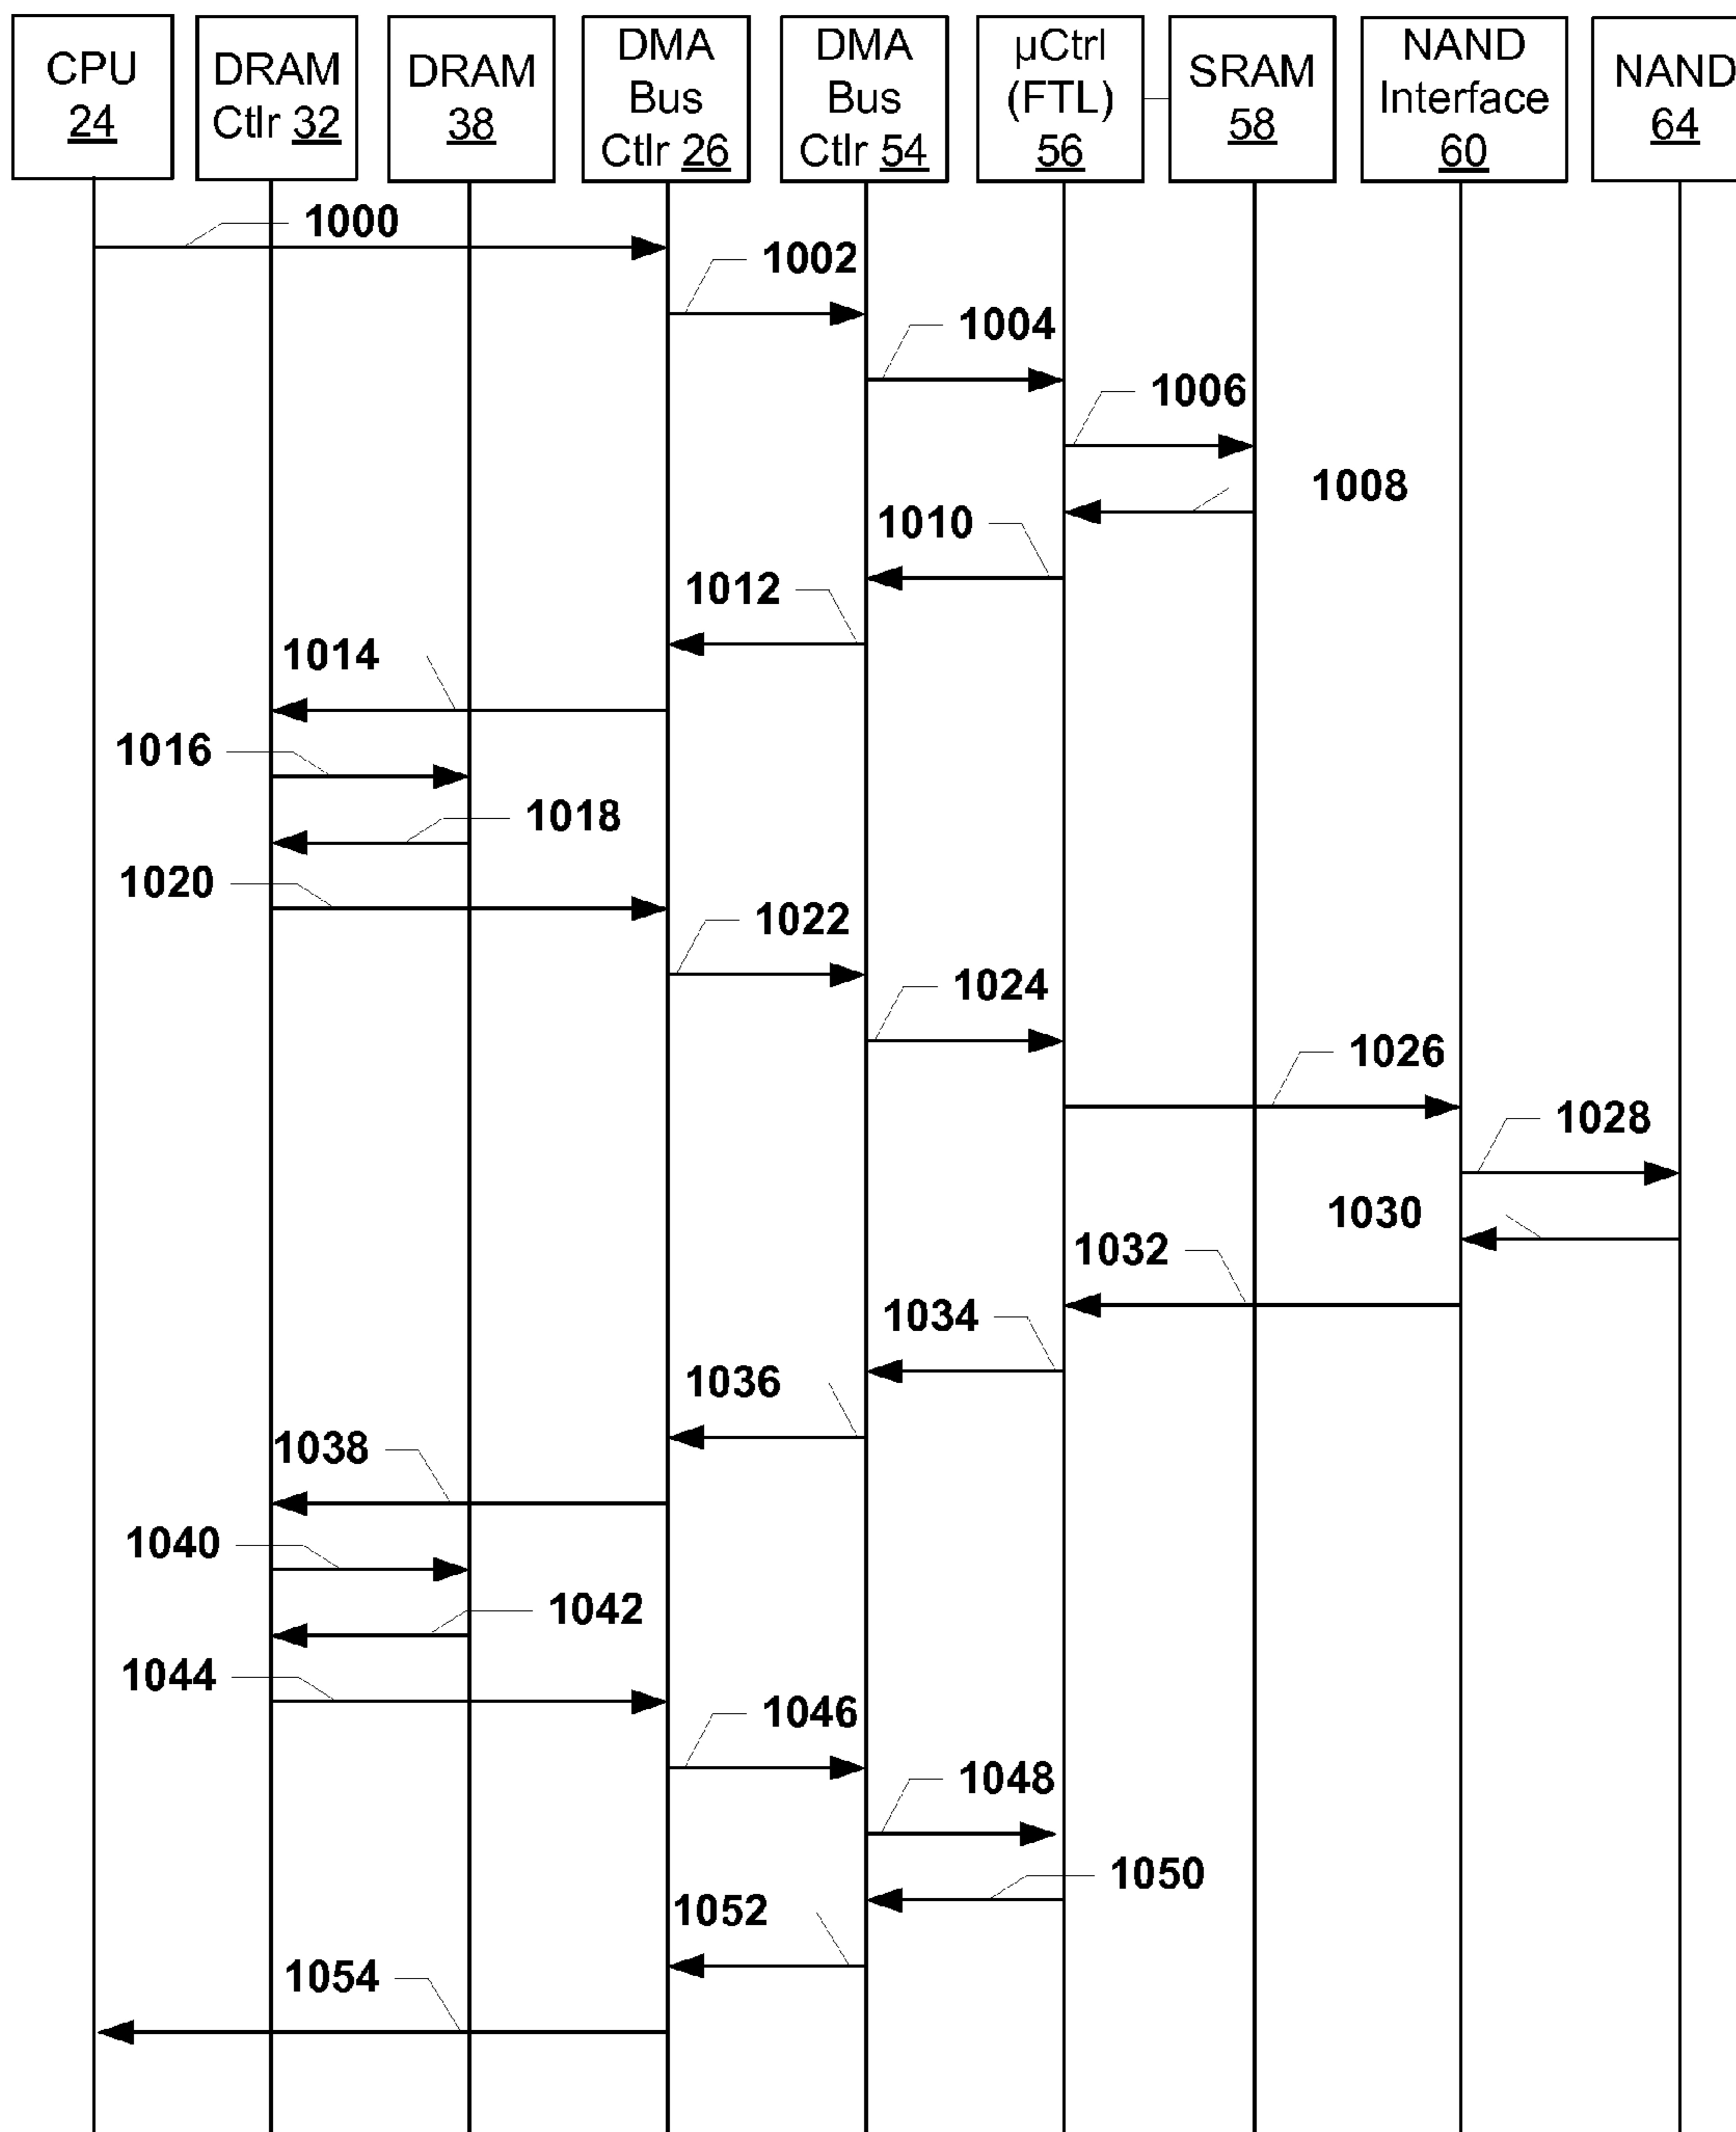 CPU
24
DRAM
Ctlr 32
DRAM
38
DMA
Bus
Ctlr 26
DMA
Bus
Ctlr 54
µCtrl
(FTL)
56
SRAM
58
NAND
Interface
60
NAND
64
1000
1002
1004
1006
1008
1010
1012
1014
1016
1018
1020
1022
1024
1026
1028
1030
1032
1034
1036
1038
1040
1042
1044
1046
1048
1050
1052
1054